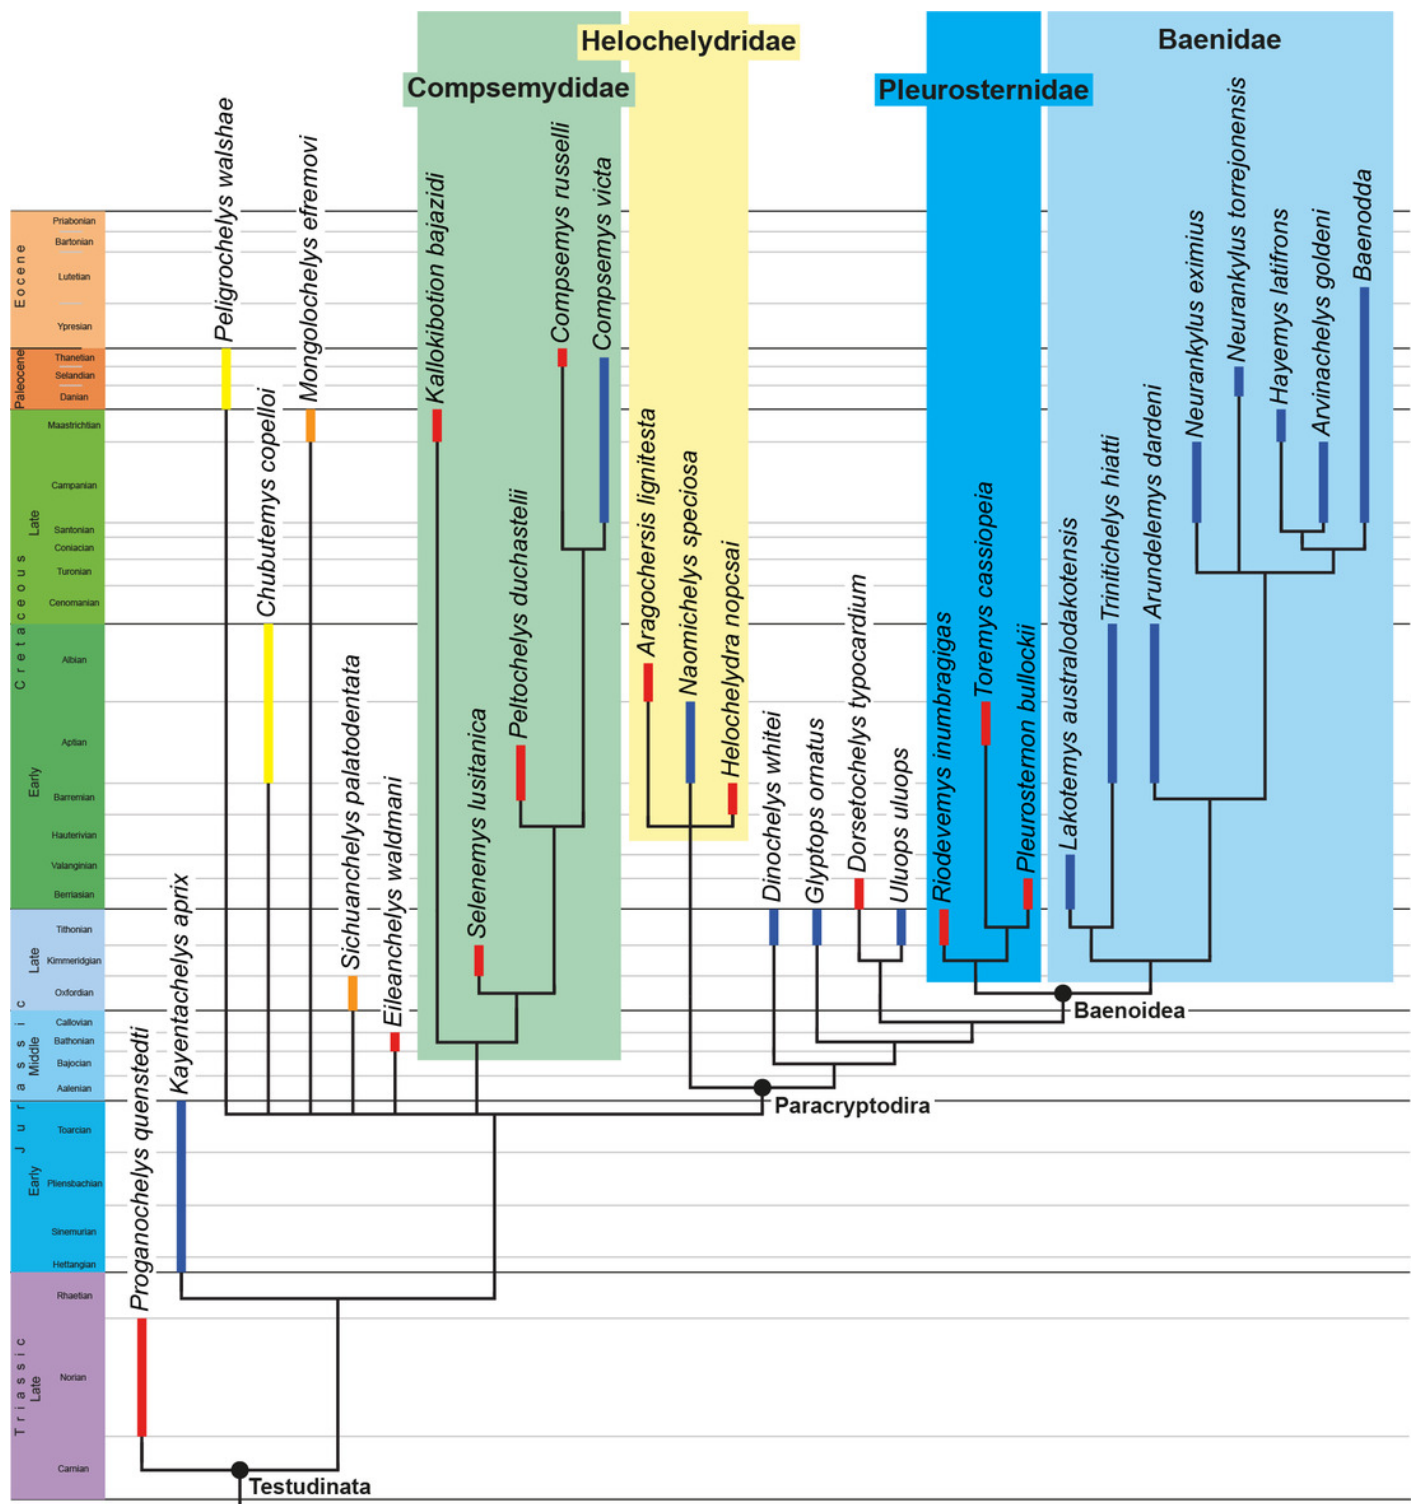 Helochelydridae
Baenidae
Compsemydidae
Pleurosternidae
Peligrochelys walshae
Mongolochelys efremovi
Chubutemys copelloi
Kallokibotion bajazidi
Compsemys russelli
Compsemys victa
Neurankylus eximius
Neurankylus torrejonensis
Hayemys latifrons
Arvinachelys goldeni
Baenodda
Aragochersis lignitesta
Naomichelys speciosa
Helochelydra nopcsai
Peltochelys duchastelii
Selenemys lusitanica
Sichuanchelys palatodentata
Eileanchelys waldmani
Kayentachelys aprix
Proganochelys quenstedti
Dinochelys whitei
Glyptops ornatus
Dorsetochelys typocardium
Uluops uluops
Riodevemys inumbragigas
Toremys cassiopeia
Pleurosternon bullockii
Lakotemys australodakotensis
Trinitichelys hiatti
Arundelemys dardeni
Eocene
Priabonian
Bartonian
Lutetian
Ypresian
Paleocene
Thanetian
Selandian
Danian
Cretaceous
Late
Maastrichtian
Campanian
Santonian
Coniacian
Turonian
Cenomanian
Early
Albian
Aptian
Barremian
Hauterivian
Valanginian
Berriasian
Jurassic
Late
Tithonian
Kimmeridgian
Oxfordian
Middle
Callovian
Bathonian
Bajocian
Aalenian
Early
Toarcian
Pliensbachian
Sinemurian
Hettangian
Triassic
Late
Rhaetian
Norian
Carnian
Baenoidea
Paracryptodira
Testudinata